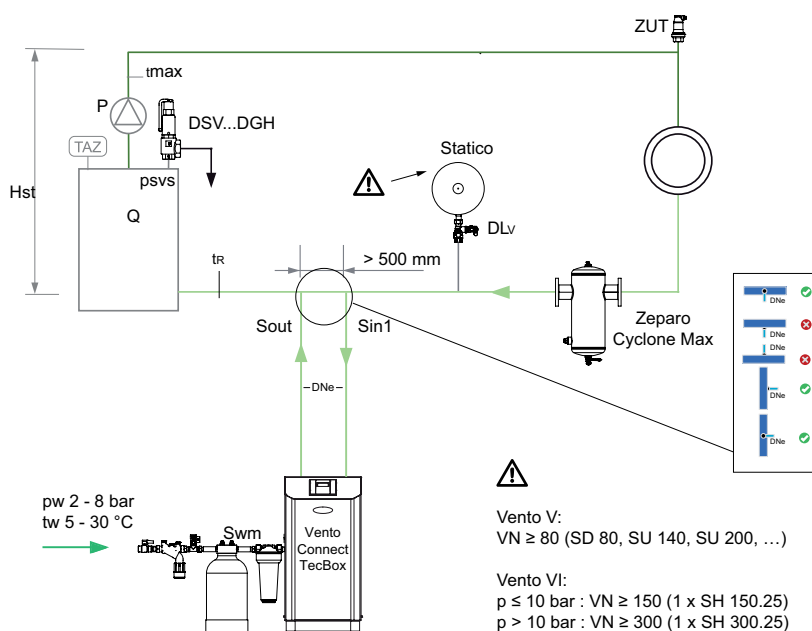 ZUT
tmax
P
DSV...DGH
TAZ
Statico
psvs
Hst
Q
DLV
tR
> 500 mm
Sout
Sin1
Zeparo
Cyclone Max
DNe
DNe
DNe
DNe
DNe
DNe
pw 2 - 8 bar
tw 5 - 30 °C
Swm
Vento
Connect
TecBox
Vento V:
VN ≥ 80 (SD 80, SU 140, SU 200, …)
Vento VI:
p ≤ 10 bar : VN ≥ 150 (1 x SH 150.25)
p > 10 bar : VN ≥ 300 (1 x SH 300.25)